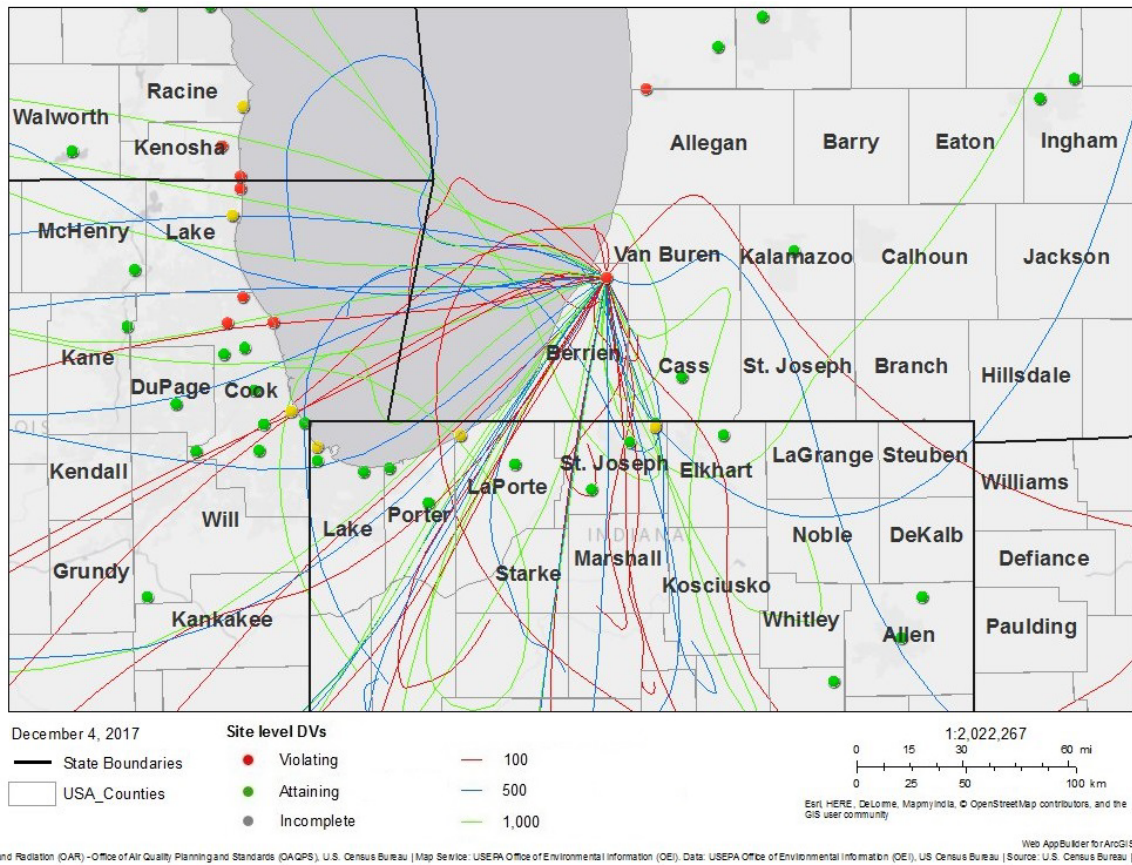 Racine
Walworth
Kenosha
Allegan Barry Eaton Ingham
McHenry Lake
Van Buren Kalamazoo Calhoun Jackson
Kane
Berrien Cass St. Joseph Branch Hillsdale
DuPage Cook
OIS
Kendall
St. Joseph Elkhart LaGrange Steuben
LaPorte
Williams
Will Lake Porter
INDIANA
Noble DeKalb
Marshall Defiance
Grundy Starke Kosciusko
Kankakee Whitley Allen Paulding
December 4, 2017
State Boundaries
USA_Counties
Site level DVs
Violating
Attaining
Incomplete
100
500
1,000
1:2,022,267
0 15 30 60 mi
0 25 50 100 km
Esri, HERE, DeLorme, MapmyIndia, © OpenStreetMap contributors, and the
GIS user community
Web AppBuilder for ArcGIS
nd Radiation (OAR) - Office of Air Quality Planning and Standards (OAQPS), U.S. Census Bureau | Map Service: USEPA Office of Environmental Information (OEI), Data: USEPA Office of Environmental Information (OEI), US Census Bureau | Source: U.S. Census Bureau